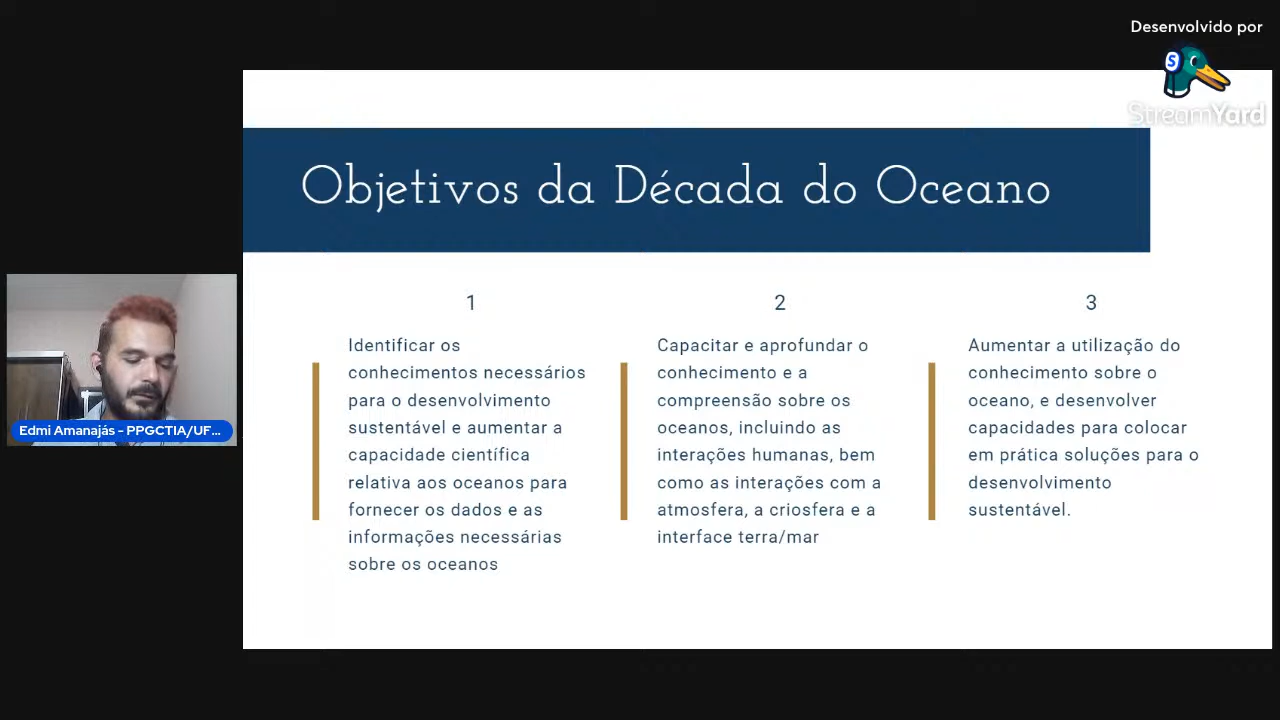 Desenvolvido por
StreamYard
Objetivos da Década do Oceano
1
Identificar os
conhecimentos necessários
para o desenvolvimento
sustentável e aumentar a
capacidade científica
relativa aos oceanos para
fornecer os dados e as
informações necessárias
sobre os oceanos
2
Capacitar e aprofundar o
conhecimento e a
compreensão sobre os
oceanos, incluindo as
interações humanas, bem
como as interações com a
atmosfera, a criosfera e a
interface terra/mar
3
Aumentar a utilização do
conhecimento sobre o
oceano, e desenvolver
capacidades para colocar
em prática soluções para o
desenvolvimento
sustentável.
Edmi Amanajás - PPGCTIA/UF...